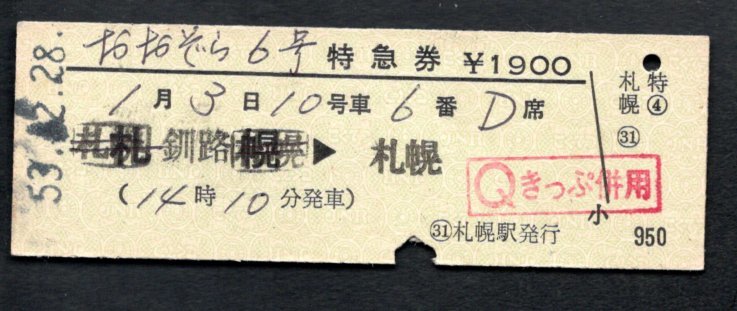 53.12.28.
おおぞら6号 特急券 ¥1900
1月3日10号車6番D席
札幌 釧路 ▶ 札幌
(14時10分発車)
Qきっぷ併用
㉛札幌駅発行
小
特④
札幌㉛
950